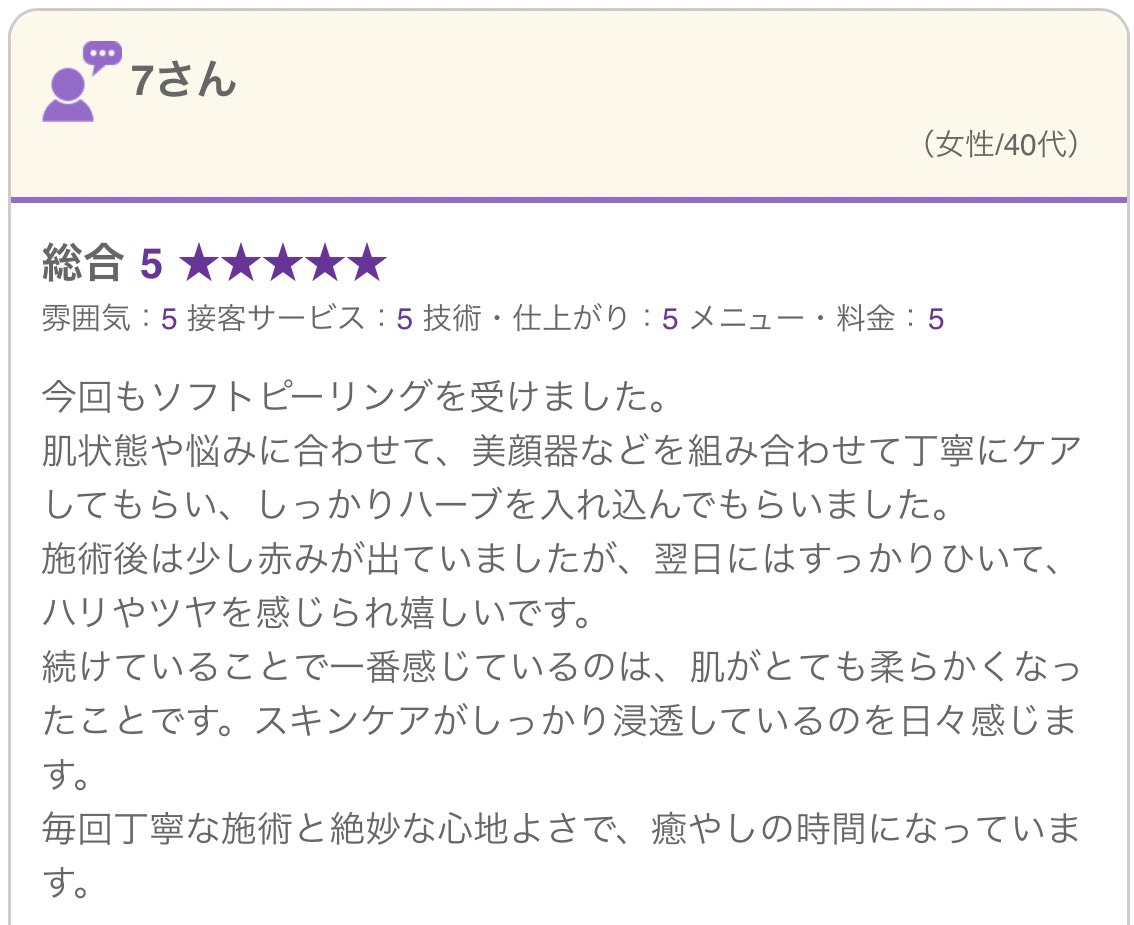 7さん
（女性/40代）
総合 5 ★★★★★
雰囲気：5 接客サービス：5 技術・仕上がり：5 メニュー・料金：5
今回もソフトピーリングを受けました。
肌状態や悩みに合わせて、美顔器などを組み合わせて丁寧にケア
してもらい、しっかりハーブを入れ込んでもらいました。
施術後は少し赤みが出ていましたが、翌日にはすっかりひいて、
ハリやツヤを感じられ嬉しいです。
続けていることで一番感じているのは、肌がとても柔らかくなっ
たことです。スキンケアがしっかり浸透しているのを日々感じま
す。
毎回丁寧な施術と絶妙な心地よさで、癒やしの時間になっていま
す。